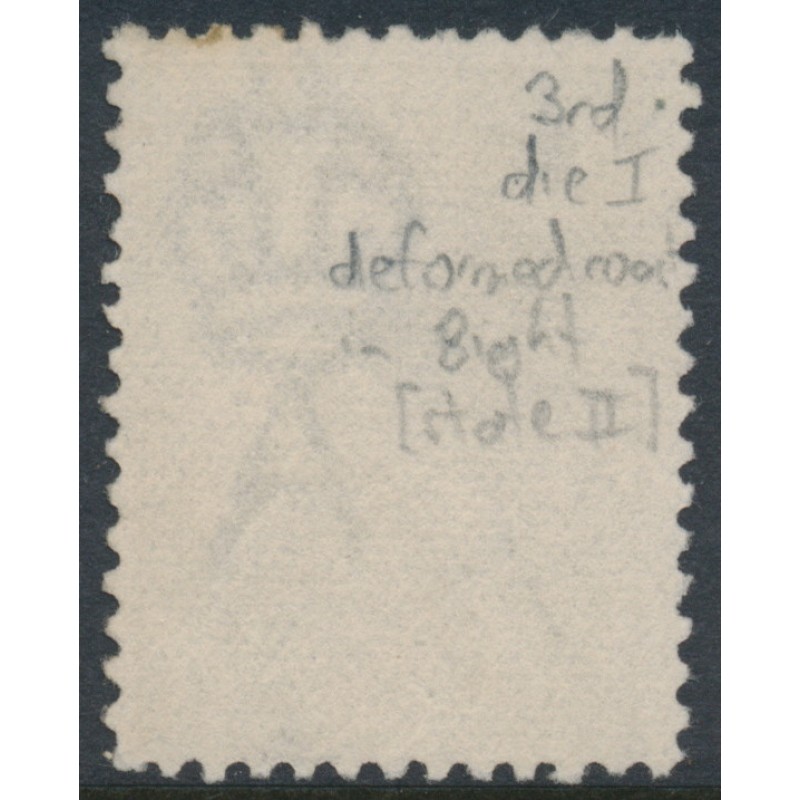 3rd.
die I
deformed roo
in Bight
[state II]